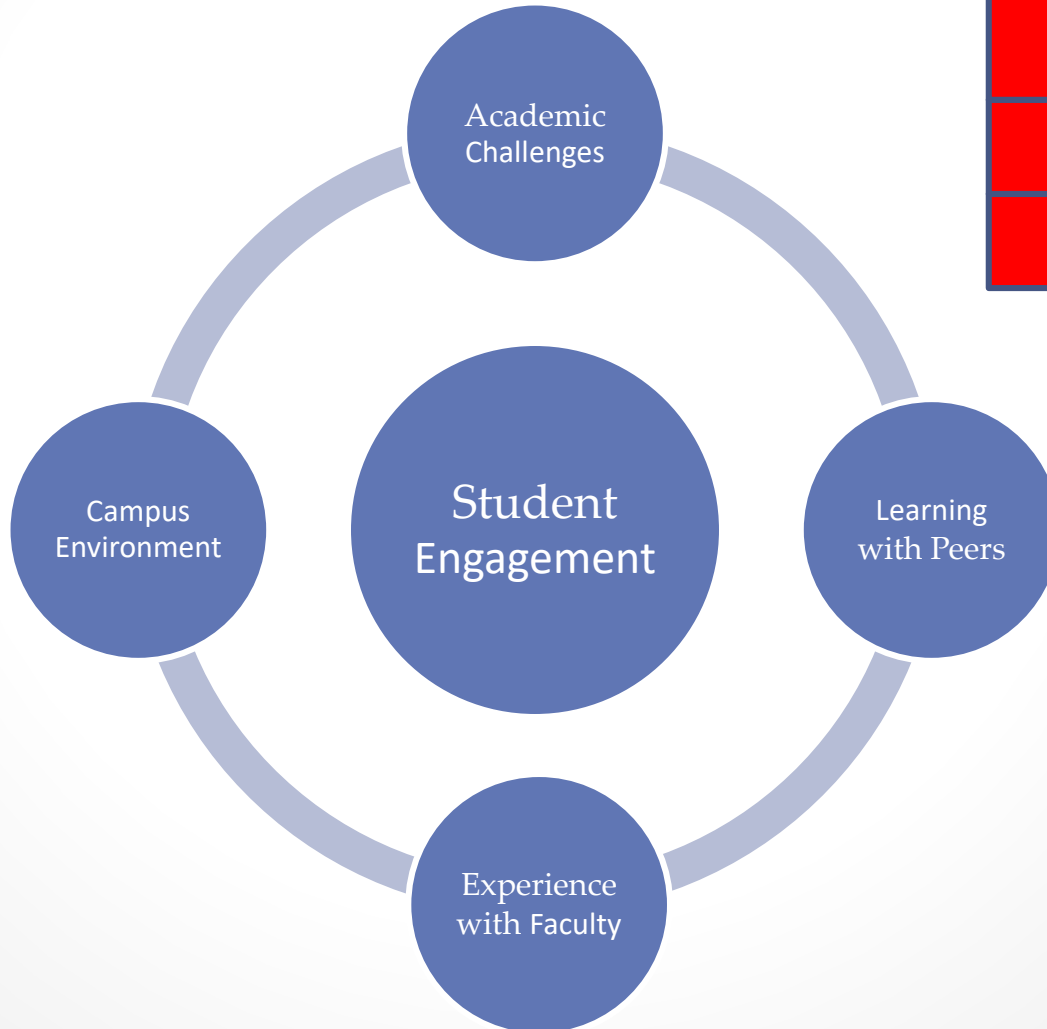 Academic
Challenges
Campus
Environment
Student
Engagement
Learning
with Peers
Experience
with Faculty